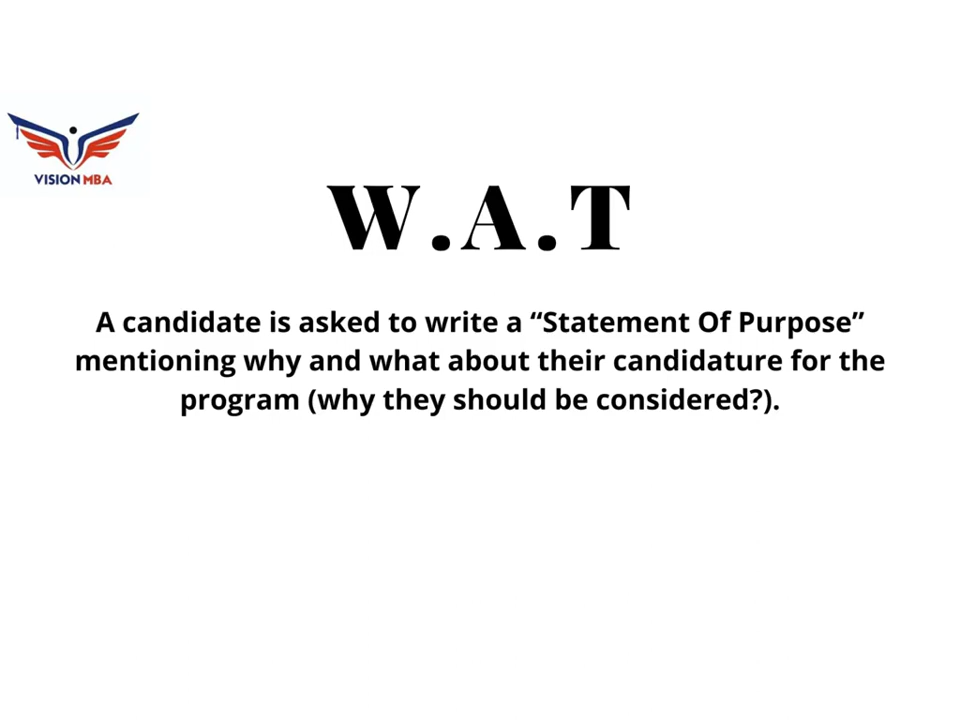 VISION MBA
W.A.T
A candidate is asked to write a “Statement Of Purpose”
mentioning why and what about their candidature for the
program (why they should be considered?).